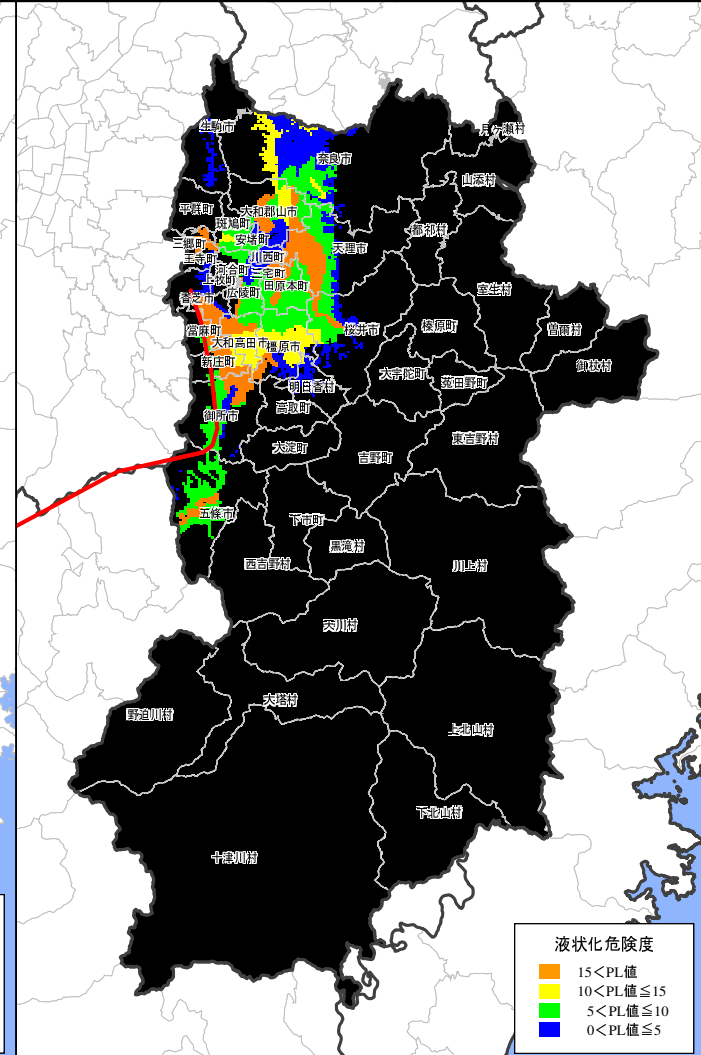 生駒市
月ヶ瀬村
奈良市
山添村
平群町
大和郡山市
斑鳩町
都祁村
安堵町
三郷町
天理市
王寺町
川西町
河合町
三宅町
上牧町
田原本町
広陵町
室生村
香芝市
當麻町
桜井市
榛原町
曽爾村
大和高田市
橿原市
新庄町
御杖村
大宇陀町
菟田野町
明日香村
高取町
御所市
東吉野村
大淀町
吉野町
五條市
下市町
黒滝村
西吉野村
川上村
天川村
大塔村
野迫川村
上北山村
下北山村
十津川村
液状化危険度
15＜PL値
10＜PL値≦15
5＜PL値≦10
0＜PL値≦5